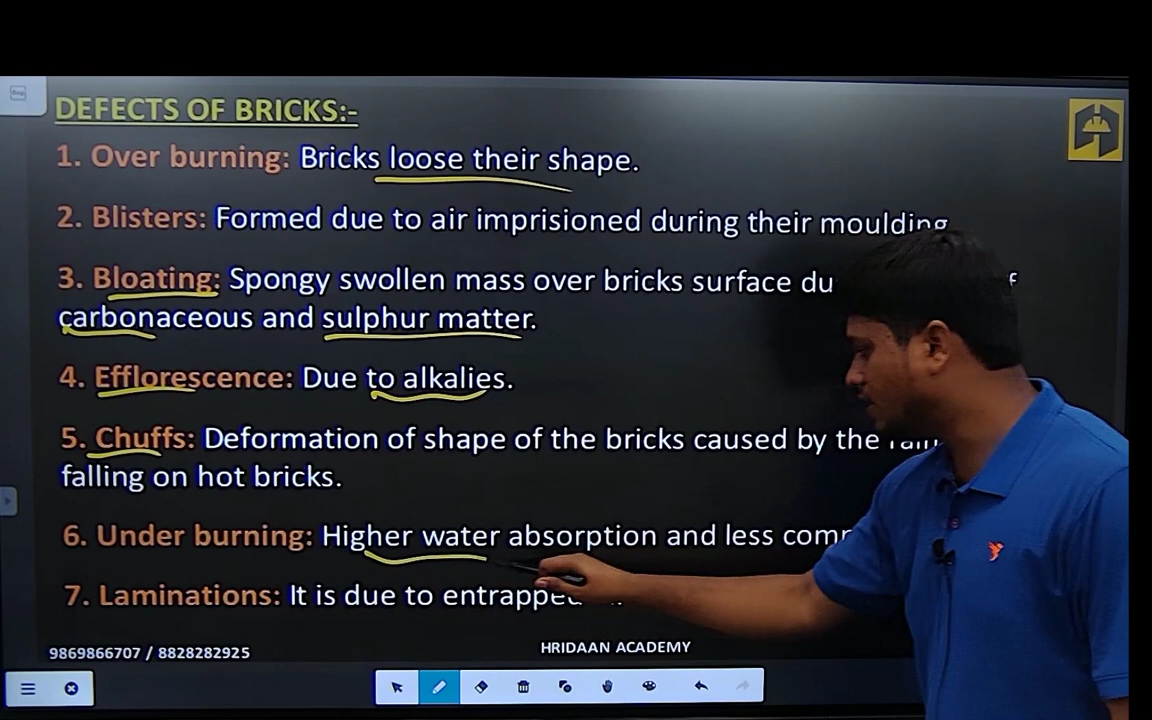 DEFECTS OF BRICKS:-
1. Over burning: Bricks loose their shape.
2. Blisters: Formed due to air imprisioned during their moulding
3. Bloating: Spongy swollen mass over bricks surface
carbonaceous and sulphur matter.
4. Efflorescence: Due to alkalies.
5. Chuffs: Deformation of shape of the bricks caused by the
falling on hot bricks.
6. Under burning: Higher water absorption and less
7. Laminations: It is due to
9869866707 / 8828282925
HRIDAAN ACADEMY